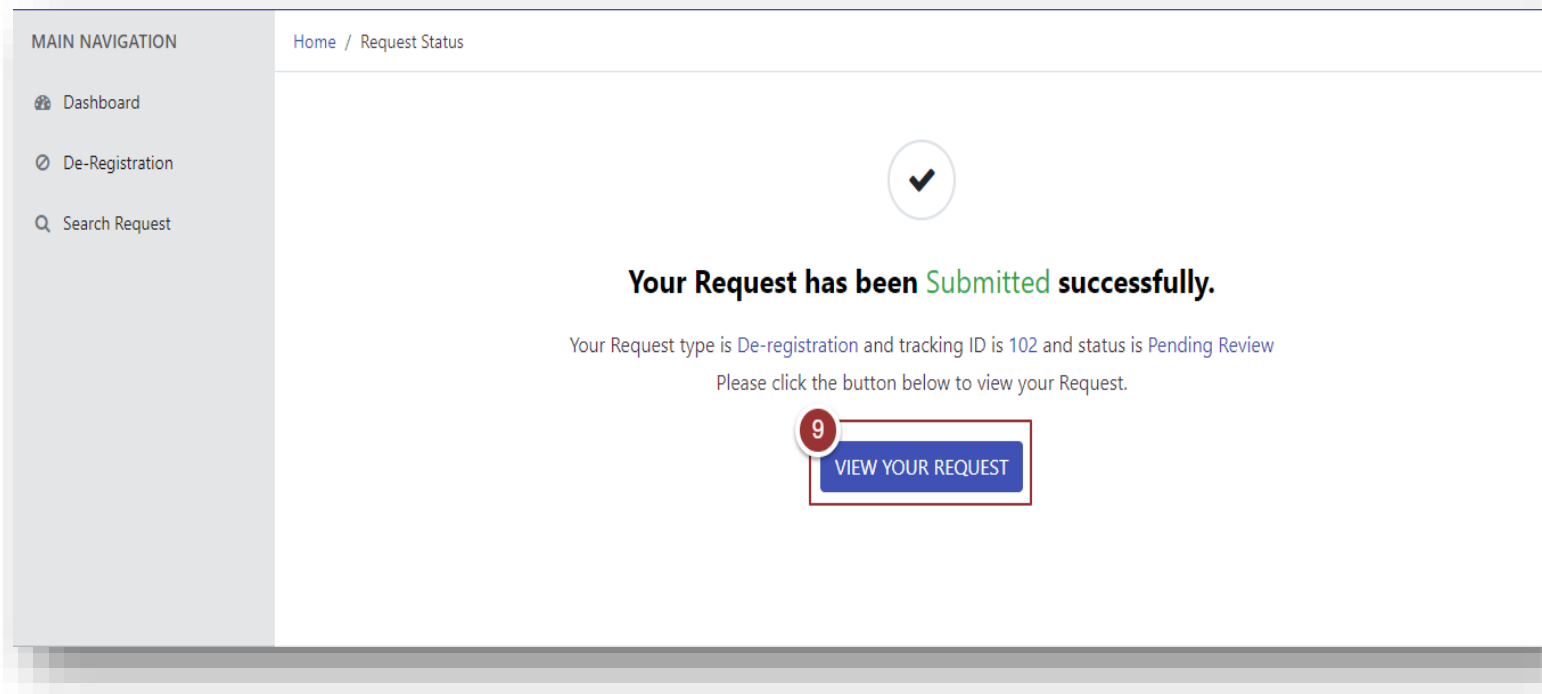 MAIN NAVIGATION
Dashboard
De-Registration
Search Request
Home / Request Status
Your Request has been Submitted successfully.
Your Request type is De-registration and tracking ID is 102 and status is Pending Review
Please click the button below to view your Request.
9
VIEW YOUR REQUEST